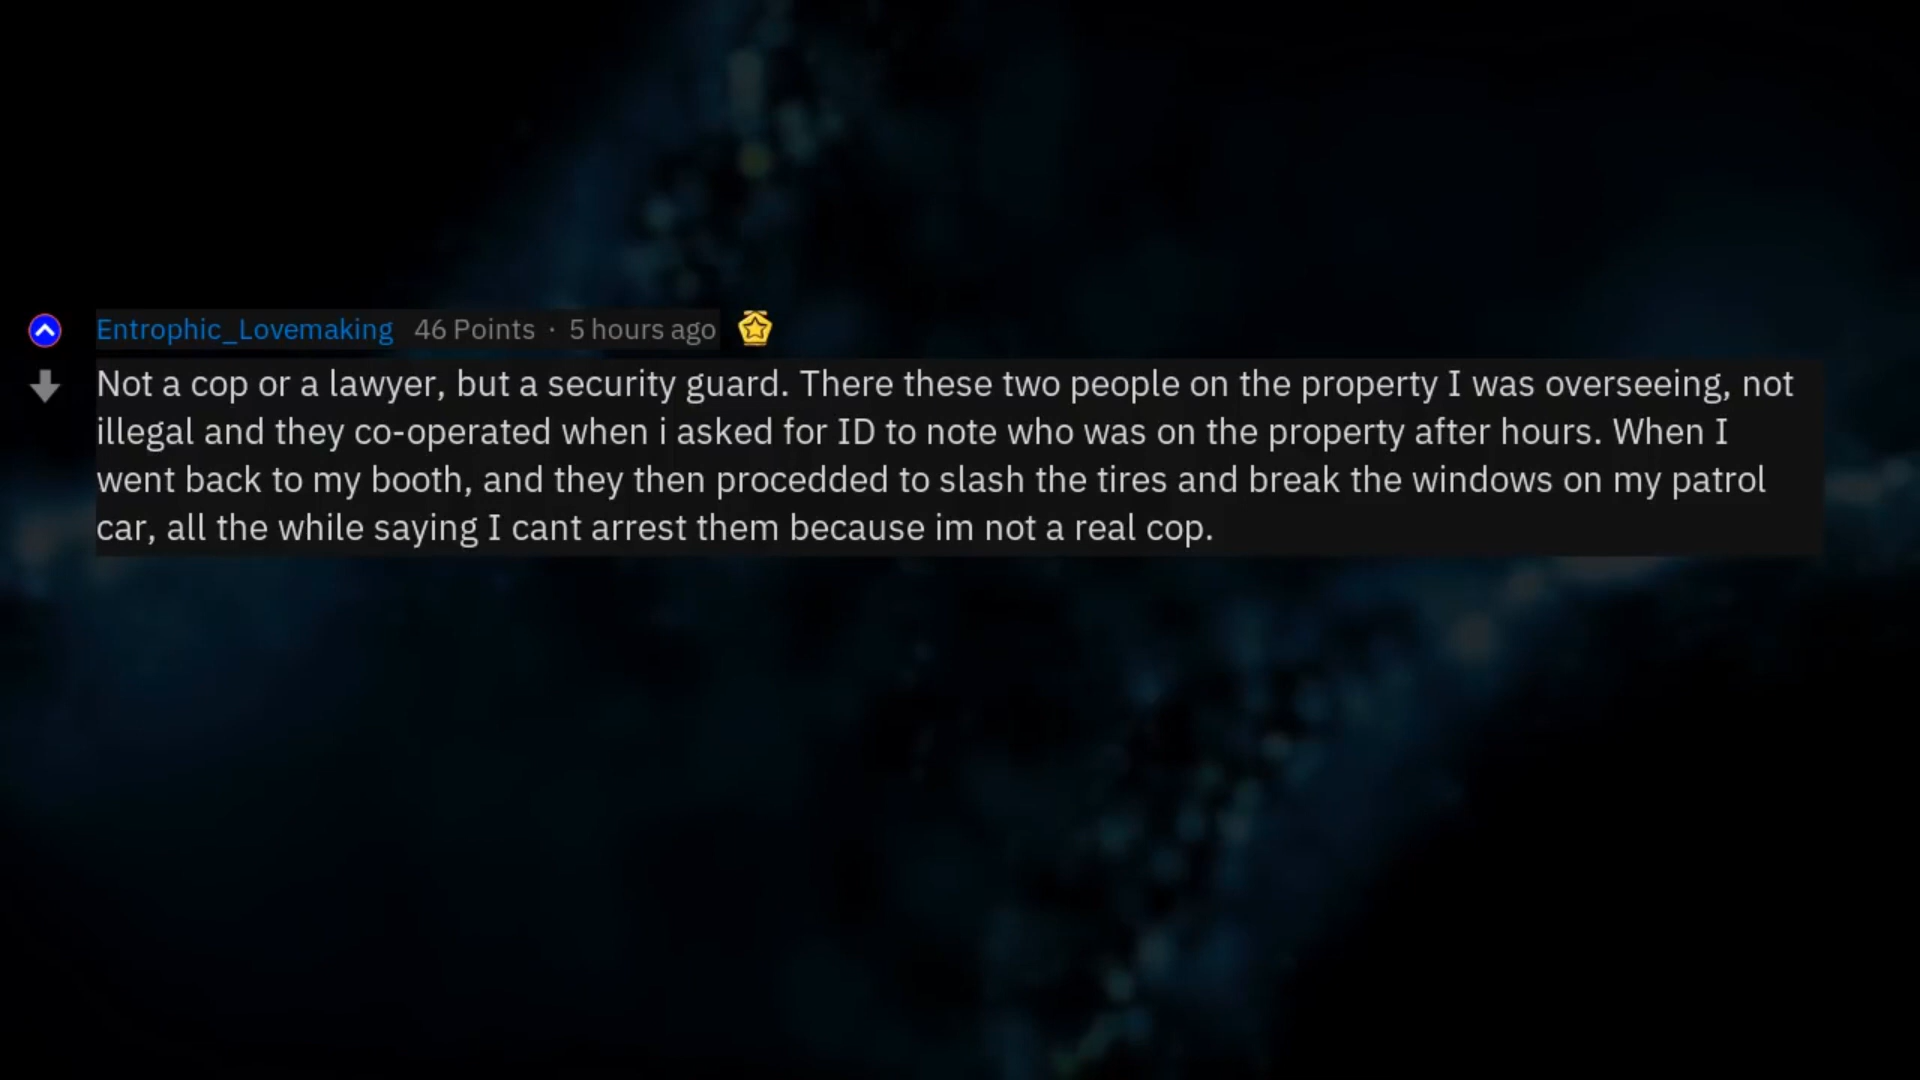 Entrophic_Lovemaking 46 Points · 5 hours ago
Not a cop or a lawyer, but a security guard. There these two people on the property I was overseeing, not
illegal and they co-operated when i asked for ID to note who was on the property after hours. When I
went back to my booth, and they then procedded to slash the tires and break the windows on my patrol
car, all the while saying I cant arrest them because im not a real cop.